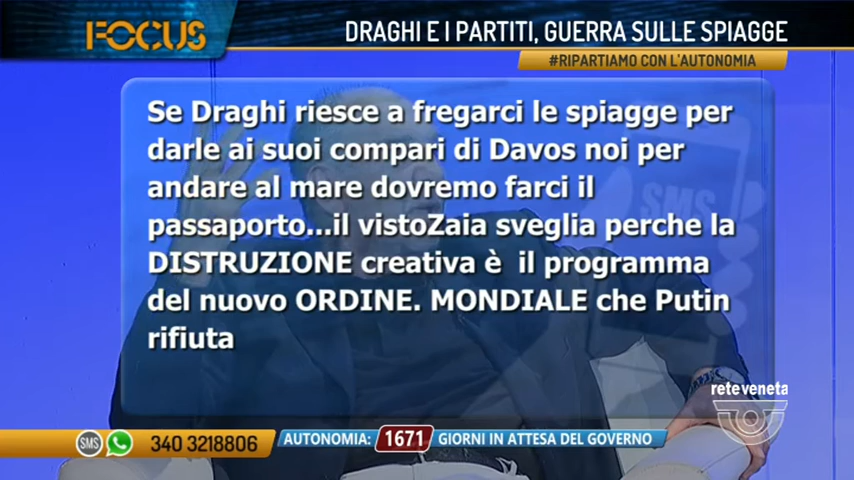 FOCUS
DRAGHI E I PARTITI, GUERRA SULLE SPIAGGE
#RIPARTIAMO CON L'AUTONOMIA
Se Draghi riesce a fregarci le spiagge per
darle ai suoi compari di Davos noi per
andare al mare dovremo farci il
passaporto...il vistoZaia sveglia perche la
DISTRUZIONE creativa è il programma
del nuovo ORDINE. MONDIALE che Putin
rifiuta
SMS
reteveneta
SMS 340 3218806 AUTONOMIA: 1671 GIORNI IN ATTESA DEL GOVERNO